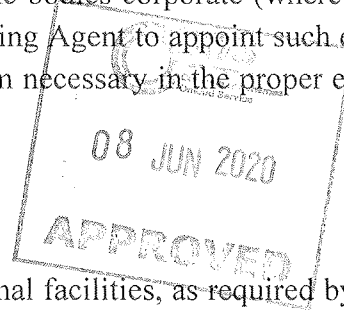 bodies corporate (where
ing Agent to appoint such
n necessary in the proper e
Service
08 JUN 2020
APPROVED
nal facilities, as required by